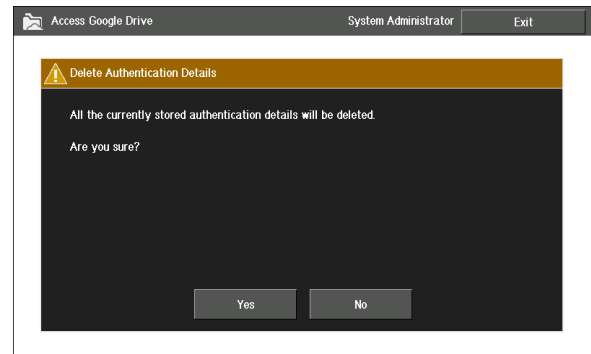 Access Google Drive System Administrator Exit
Delete Authentication Details
All the currently stored authentication details will be deleted.
Are you sure?
Yes No